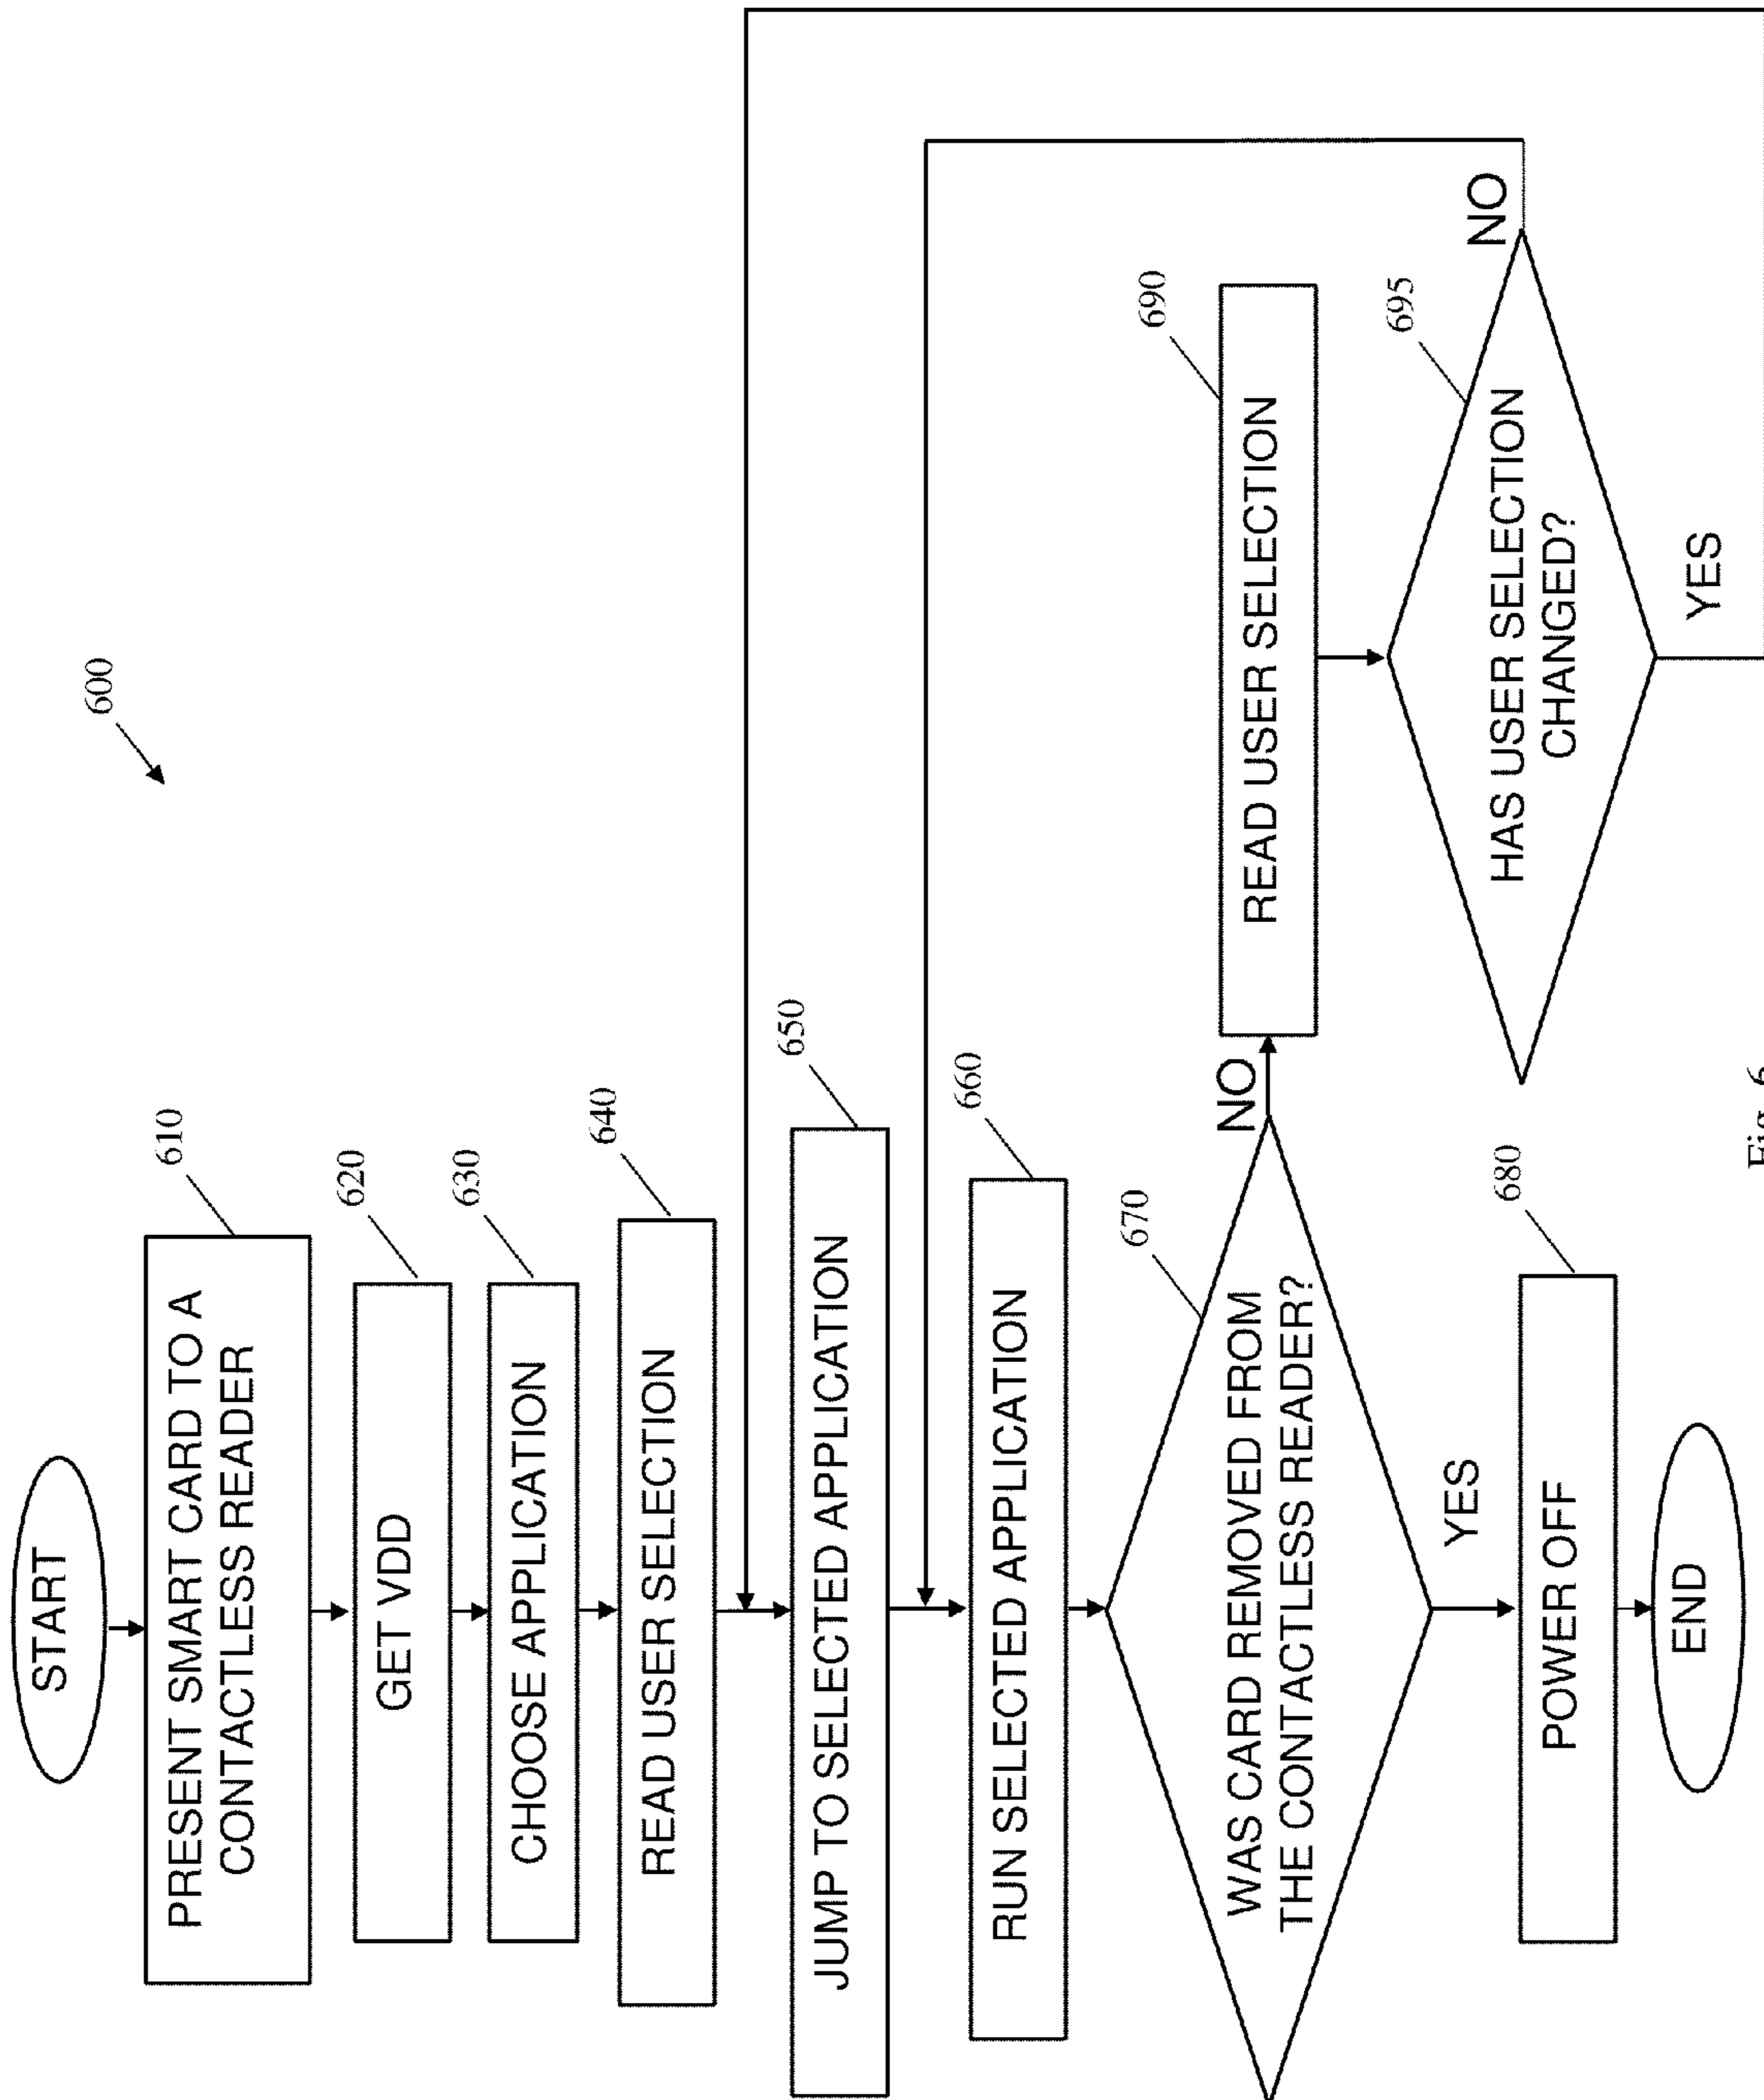 600
START
PRESENT SMART CARD TO A
CONTACTLESS READER
610
GET VDD
620
CHOOSE APPLICATION
630
READ USER SELECTION
640
JUMP TO SELECTED APPLICATION
650
RUN SELECTED APPLICATION
660
WAS CARD REMOVED FROM
THE CONTACTLESS READER?
670
NO
YES
READ USER SELECTION
690
HAS USER SELECTION
CHANGED?
695
NO
YES
POWER OFF
680
END
Fig. 6